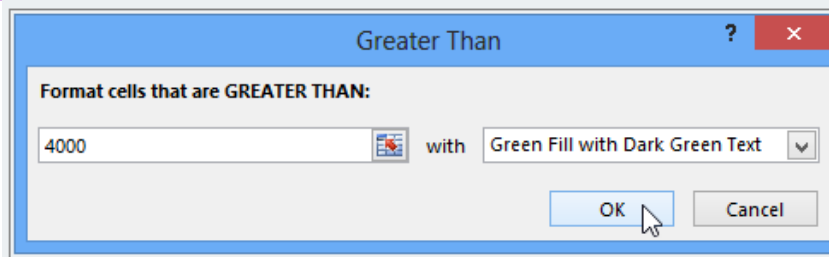 Greater Than ?
Format cells that are GREATER THAN:
4000 with Green Fill with Dark Green Text
OK Cancel